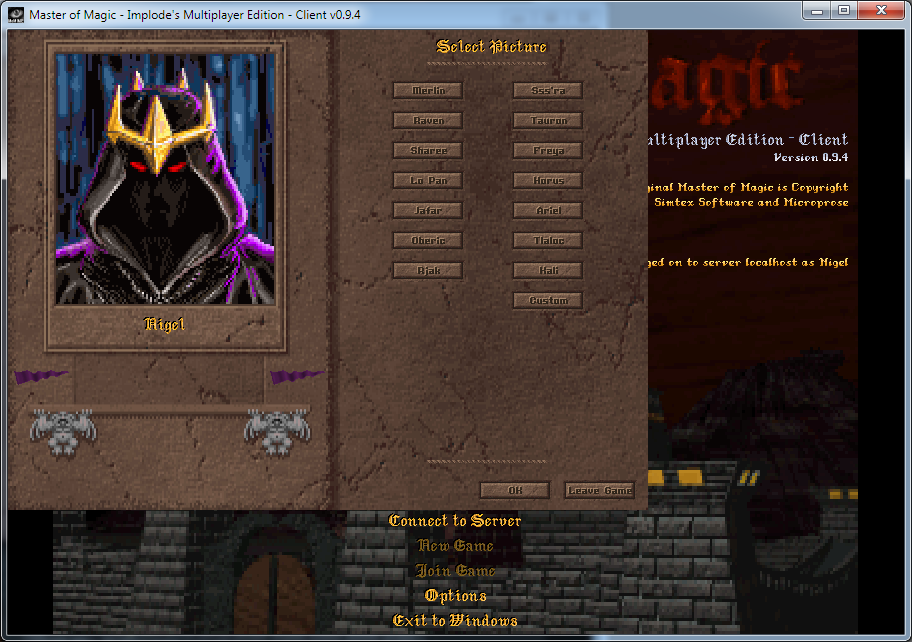 Master of Magic - Implode's Multiplayer Edition - Client v0.9.4
Select Picture
Merlin
Raven
Sharee
Lo Pan
Jafar
Oberic
Rjak
Sss'ra
Tauron
Freya
Horus
Ariel
Tlaloc
Kali
Custom
Nigel
OK
Leave Game
agic
ultiplayer Edition - Client
Version 0.9.4
ginal Master of Magic is Copyright
Simtex Software and Microprose
ged on to server localhost as Nigel
Connect to Server
New Game
Join Game
Options
Exit to Windows